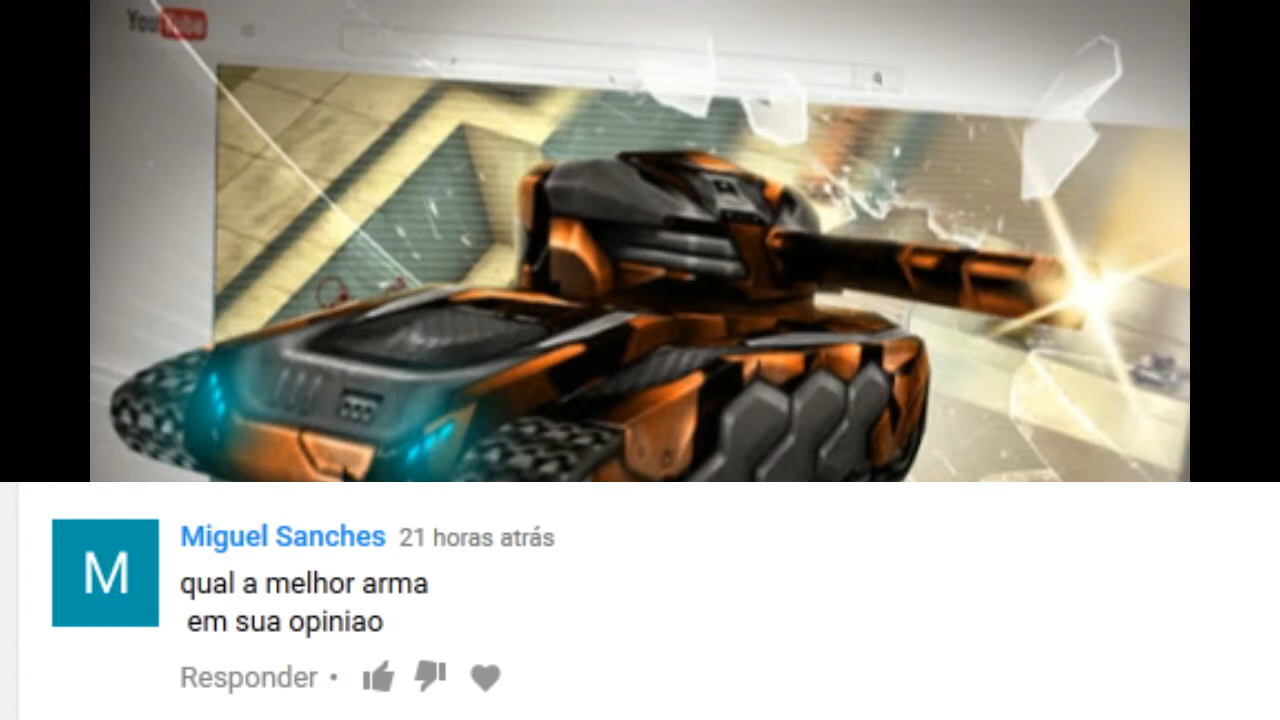 YouTube
M
Miguel Sanches 21 horas atrás
qual a melhor arma
em sua opiniao
Responder •